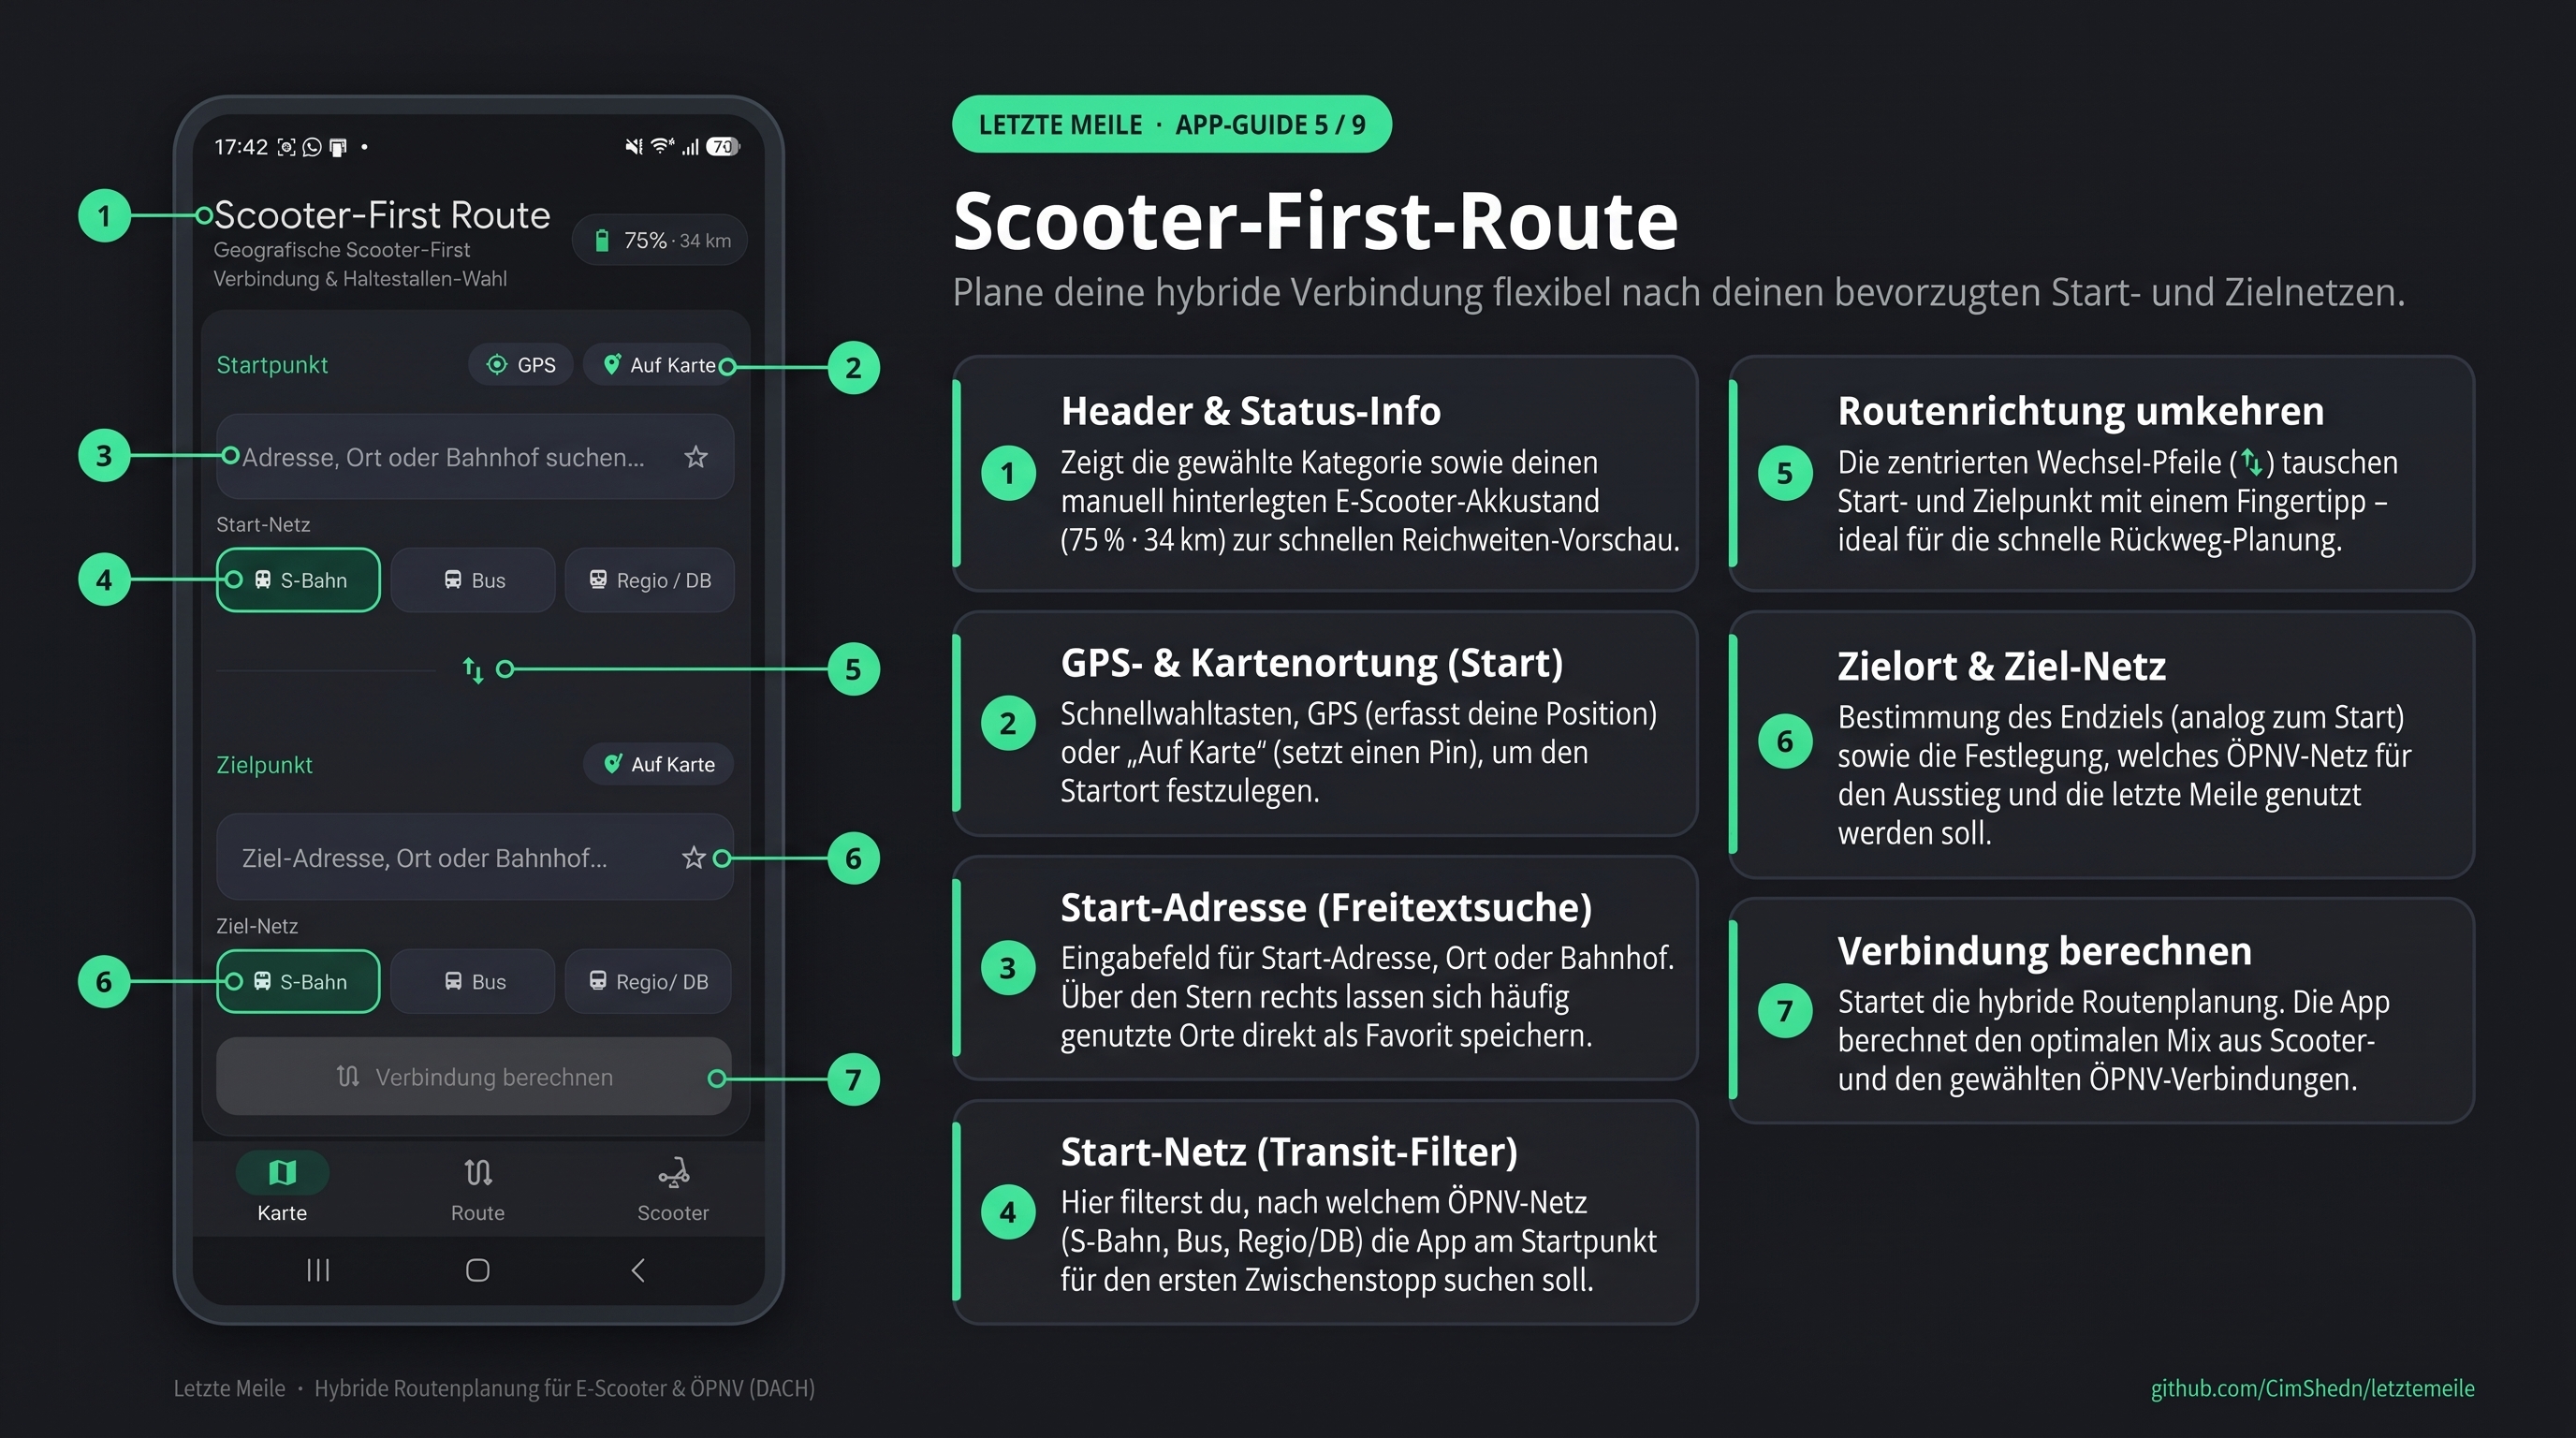 17:42
70
1
Scooter-First Route
Geografische Scooter-First
Verbindung & Haltestallen-Wahl
75% · 34 km
Startpunkt
GPS
Auf Karte
2
3
Adresse, Ort oder Bahnhof suchen...
Start-Netz
4
S-Bahn
Bus
Regio / DB
5
Zielpunkt
Auf Karte
Ziel-Adresse, Ort oder Bahnhof...
6
Ziel-Netz
6
S-Bahn
Bus
Regio/ DB
Verbindung berechnen
7
Karte
Route
Scooter
LETZTE MEILE · APP-GUIDE 5 / 9
Scooter-First-Route
Plane deine hybride Verbindung flexibel nach deinen bevorzugten Start- und Zielnetzen.
1
Header & Status-Info
Zeigt die gewählte Kategorie sowie deinen
manuell hinterlegten E-Scooter-Akkustand
(75 % · 34 km) zur schnellen Reichweiten-Vorschau.
2
GPS- & Kartenortung (Start)
Schnellwahltasten, GPS (erfasst deine Position)
oder „Auf Karte“ (setzt einen Pin), um den
Startort festzulegen.
3
Start-Adresse (Freitextsuche)
Eingabefeld für Start-Adresse, Ort oder Bahnhof.
Über den Stern rechts lassen sich häufig
genutzte Orte direkt als Favorit speichern.
4
Start-Netz (Transit-Filter)
Hier filterst du, nach welchem ÖPNV-Netz
(S-Bahn, Bus, Regio/DB) die App am Startpunkt
für den ersten Zwischenstopp suchen soll.
5
Routenrichtung umkehren
Die zentrierten Wechsel-Pfeile (↑↓) tauschen
Start- und Zielpunkt mit einem Fingertipp –
ideal für die schnelle Rückweg-Planung.
6
Zielort & Ziel-Netz
Bestimmung des Endziels (analog zum Start)
sowie die Festlegung, welches ÖPNV-Netz für
den Ausstieg und die letzte Meile genutzt
werden soll.
7
Verbindung berechnen
Startet die hybride Routenplanung. Die App
berechnet den optimalen Mix aus Scooter-
und den gewählten ÖPNV-Verbindungen.
Letzte Meile · Hybride Routenplanung für E-Scooter & ÖPNV (DACH)
github.com/CimShedn/letztemeile